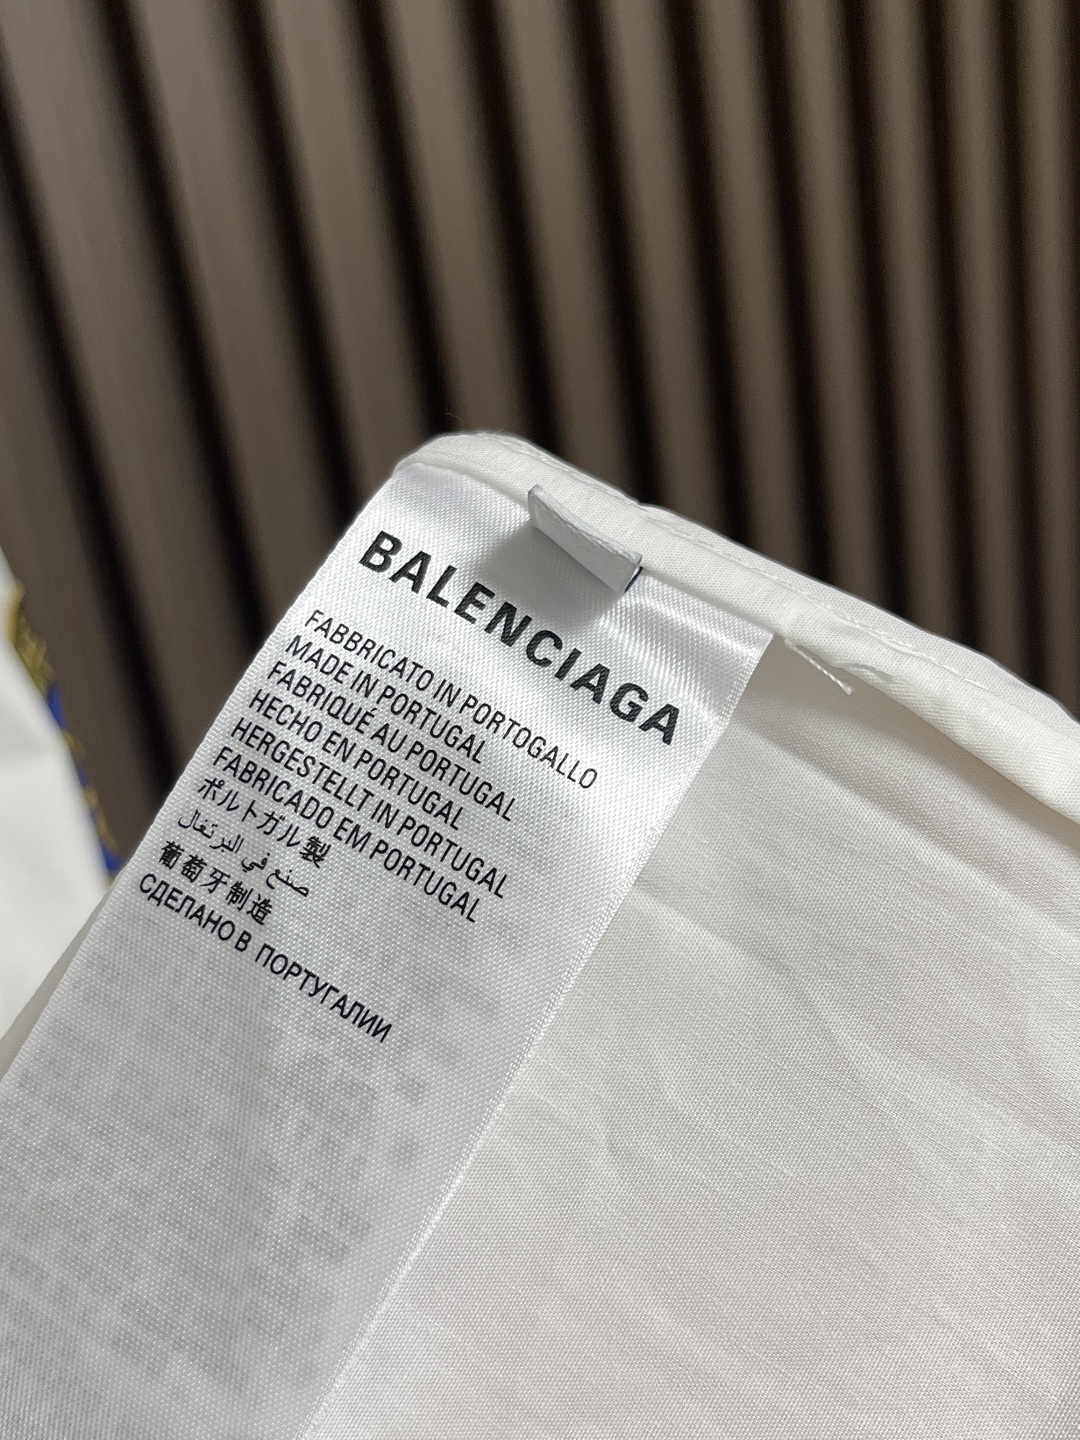 BALENCIAGA
FABBRICATO IN PORTOGALLO
MADE IN PORTUGAL
FABRIQUÉ AU PORTUGAL
HECHO EN PORTUGAL
HERGESTELLT IN PORTUGAL
FABRICADO EM PORTUGAL
ポルトガル製
صنع في البرتغال
葡萄牙制造
СДЕЛАНО В ПОРТУГАЛИИ